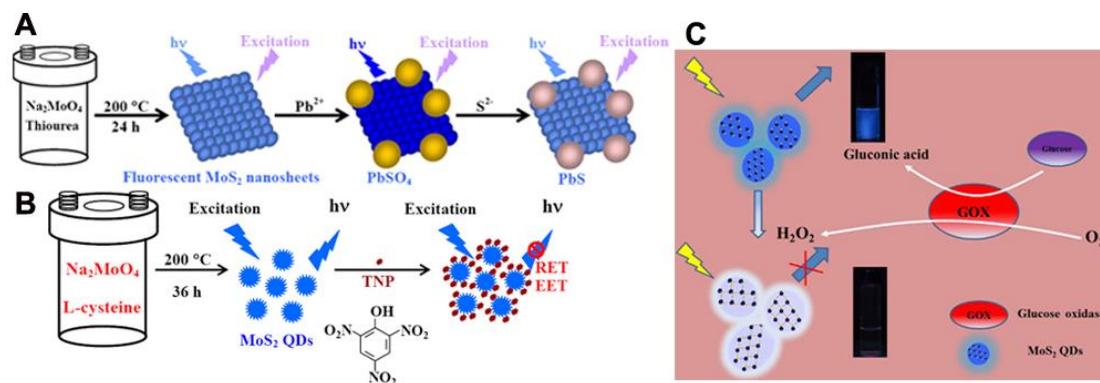 A
Na₂MoO₄
Thiourea
200 °C
24 h
hν
Excitation
Fluorescent MoS₂ nanosheets
Pb²⁺
hν
Excitation
PbSO₄
S²⁻
hν
Excitation
PbS
B
Na₂MoO₄
L-cysteine
200 °C
36 h
Excitation
hν
MoS₂ QDs
TNP
OH
O₂N
NO₂
NO₂
Excitation
hν
RET
EET
C
Gluconic acid
Glucose
GOX
H₂O₂
GOX
Glucose oxidas
MoS₂ QDs